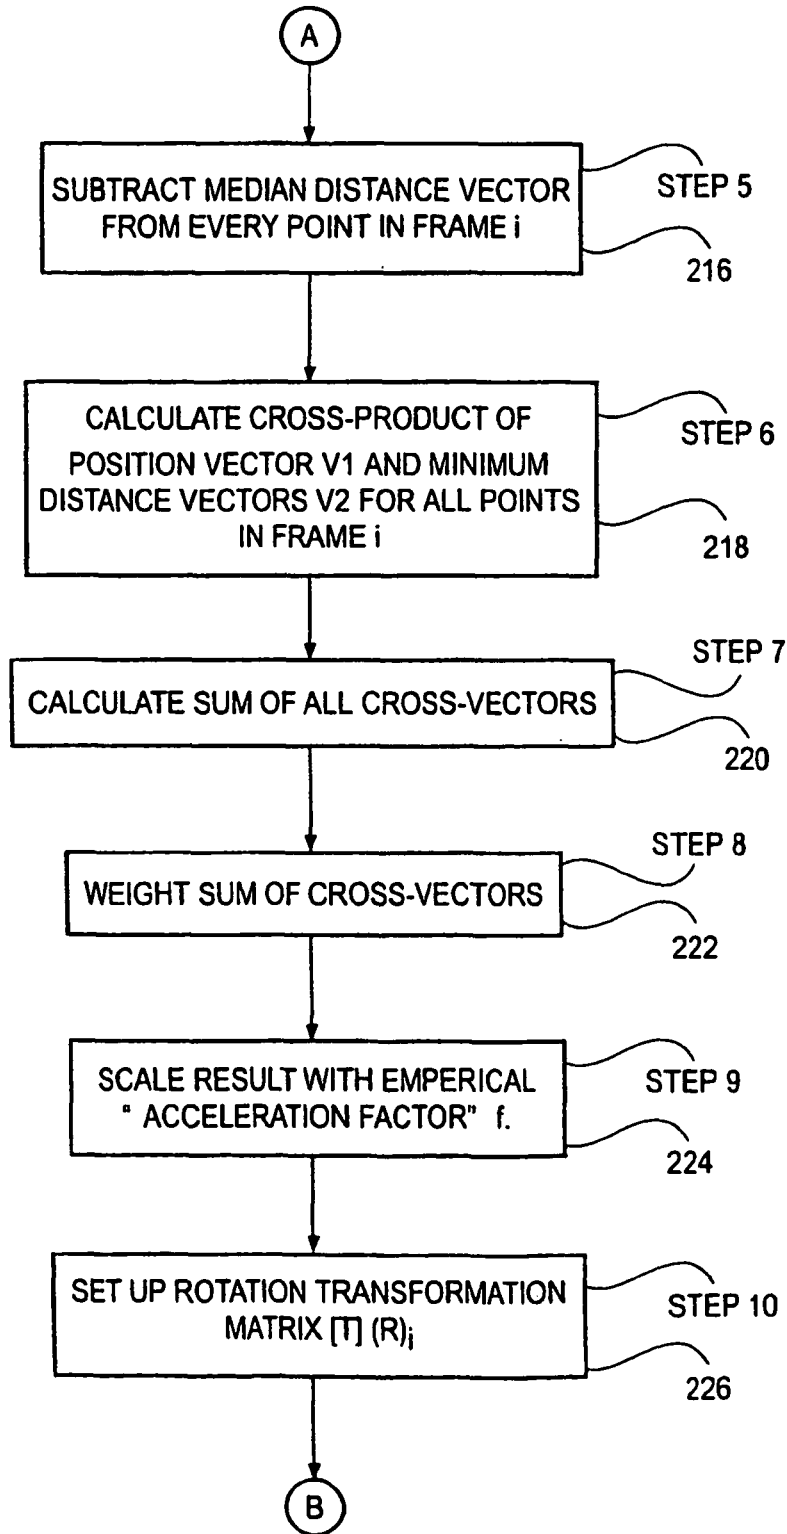 A
SUBTRACT MEDIAN DISTANCE VECTOR
FROM EVERY POINT IN FRAME i
STEP 5
216
CALCULATE CROSS-PRODUCT OF
POSITION VECTOR V1 AND MINIMUM
DISTANCE VECTORS V2 FOR ALL POINTS
IN FRAME i
STEP 6
218
CALCULATE SUM OF ALL CROSS-VECTORS
STEP 7
220
WEIGHT SUM OF CROSS-VECTORS
STEP 8
222
SCALE RESULT WITH EMPERICAL
" ACCELERATION FACTOR" f.
STEP 9
224
SET UP ROTATION TRANSFORMATION
MATRIX [T] (R)i
STEP 10
226
B